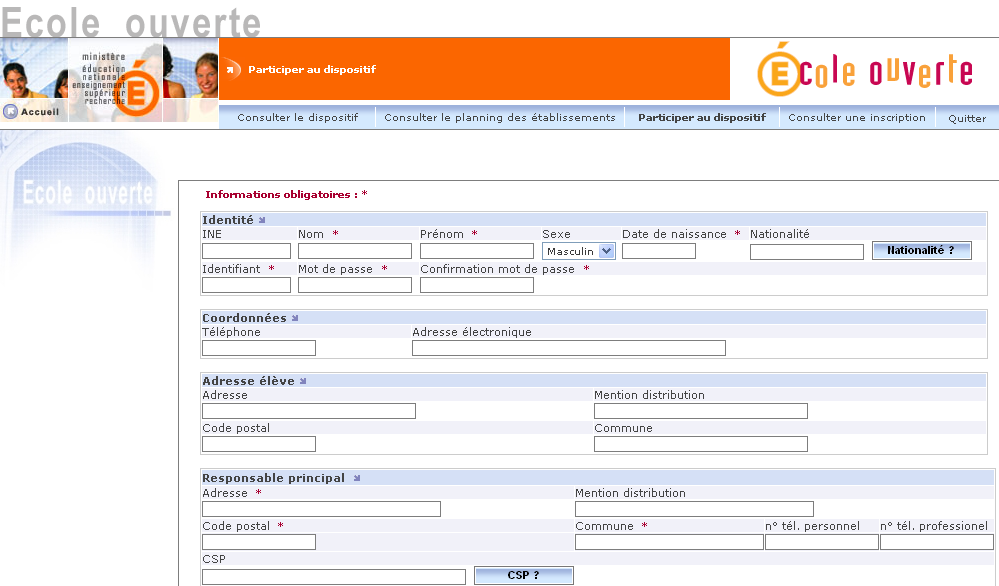 Ecole ouverte
ministère
éducation
nationale
enseignement
supérieur
recherche
Accueil
Participer au dispositif
École ouverte
Consulter le dispositif Consulter le planning des établissements Participer au dispositif Consulter une inscription Quitter
Ecole ouverte
Informations obligatoires : *
Identité
INE Nom * Prénom * Sexe Date de naissance * Nationalité
Masculin Nationalité ?
Identifiant * Mot de passe * Confirmation mot de passe *
Coordonnées
Téléphone Adresse électronique
Adresse élève
Adresse Mention distribution
Code postal Commune
Responsable principal
Adresse * Mention distribution
Code postal * Commune * n° tél. personnel n° tél. professionel
CSP
CSP ?